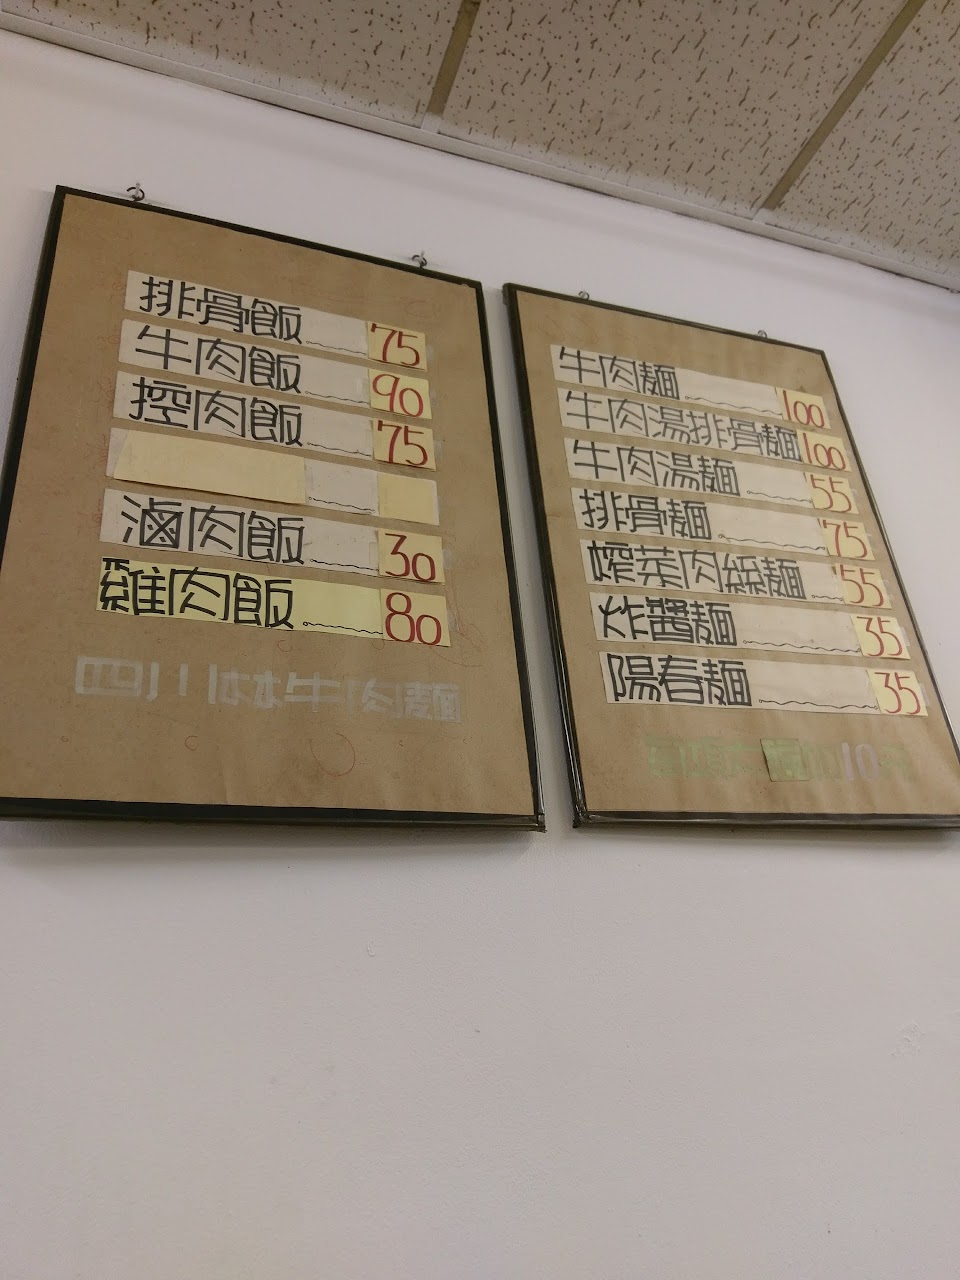 排骨飯 75
牛肉飯 90
控肉飯 75
滷肉飯 30
雞肉飯 80
四川 牛肉麵
牛肉麵 100
牛肉湯排骨麵 100
牛肉湯麵 55
排骨麵 75
榨菜肉絲麵 55
炸醬麵 35
陽春麵 35
10